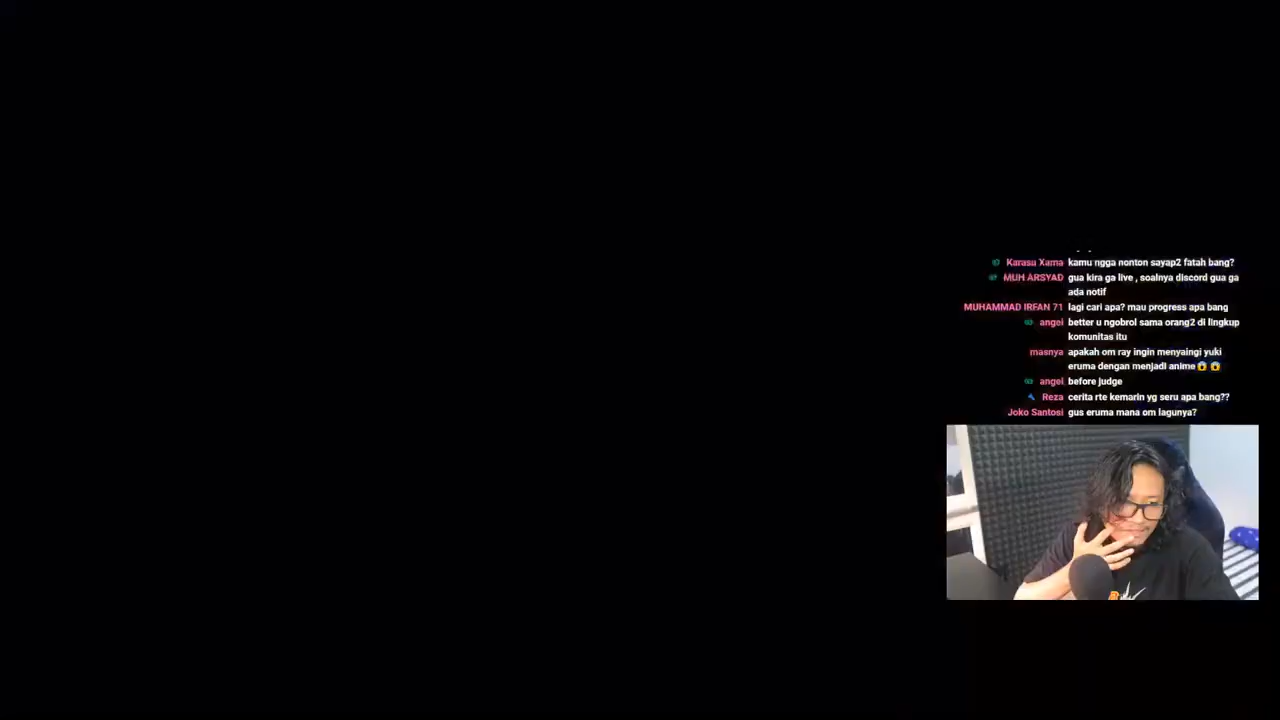 Karasu Xama kamu ngga nonton sayap2 fatah bang?
MUH ARSYAD gua kira ga live , soalnya discord gua ga
ada notif
MUHAMMAD IRFAN 71 lagi cari apa? mau progress apa bang
angel better u ngobrol sama orang2 di lingkup
komunitas itu
masnya apakah om ray ingin menyaingi yuki
eruma dengan menjadi anime😱 😱
angel before judge
Reza cerita rte kemarin yg seru apa bang??
Joko Santosi gus eruma mana om lagunya?